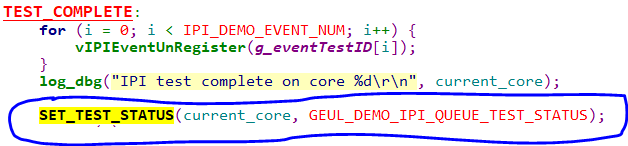 TEST_COMPLETE:
for (i = 0; i < IPI_DEMO_EVENT_NUM; i++) {
vIPIEventUnRegister(g_eventTestID[i]);
}
log_dbg("IPI test complete on core %d\r\n", current_core);
SET_TEST_STATUS(current_core, GEUL_DEMO_IPI_QUEUE_TEST_STATUS);